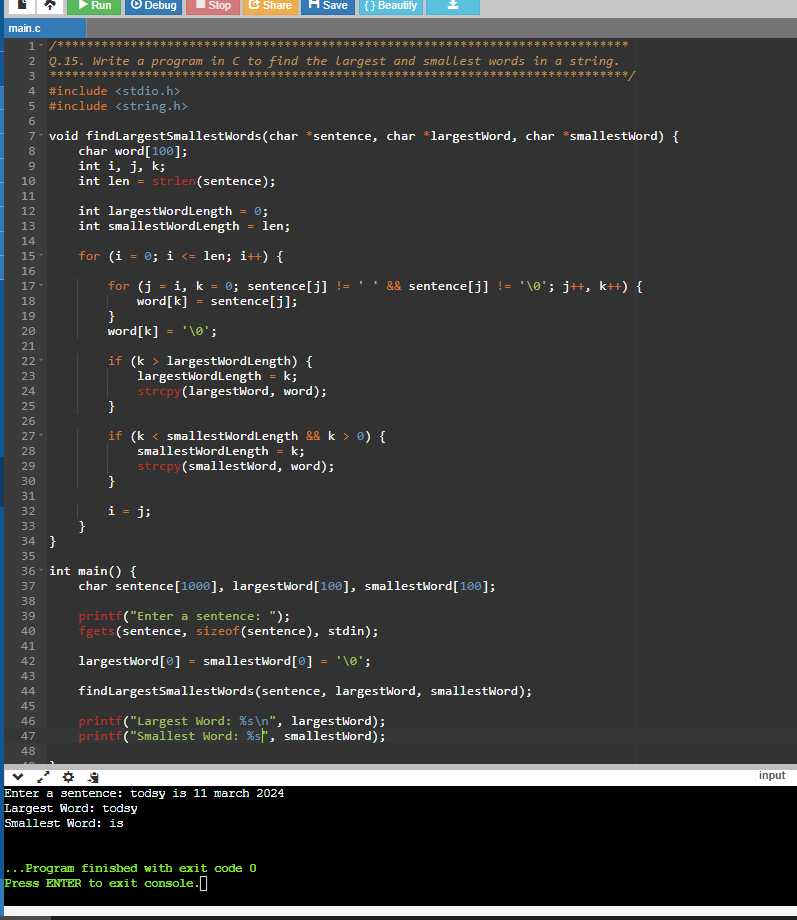 Run Debug Stop Share Save { } Beautify
main.c
1 /******************************************************************************
2 Q.15. Write a program in C to find the largest and smallest words in a string.
3 *******************************************************************************/
4 #include <stdio.h>
5 #include <string.h>
6
7 void findLargestSmallestWords(char *sentence, char *largestWord, char *smallestWord) {
8 char word[100];
9 int i, j, k;
10 int len = strlen(sentence);
11
12 int largestWordLength = 0;
13 int smallestWordLength = len;
14
15 for (i = 0; i <= len; i++) {
16
17 for (j = i, k = 0; sentence[j] != ' ' && sentence[j] != '\0'; j++, k++) {
18 word[k] = sentence[j];
19 }
20 word[k] = '\0';
21
22 if (k > largestWordLength) {
23 largestWordLength = k;
24 strcpy(largestWord, word);
25 }
26
27 if (k < smallestWordLength && k > 0) {
28 smallestWordLength = k;
29 strcpy(smallestWord, word);
30 }
31
32 i = j;
33 }
34 }
35
36 int main() {
37 char sentence[1000], largestWord[100], smallestWord[100];
38
39 printf("Enter a sentence: ");
40 fgets(sentence, sizeof(sentence), stdin);
41
42 largestWord[0] = smallestWord[0] = '\0';
43
44 findLargestSmallestWords(sentence, largestWord, smallestWord);
45
46 printf("Largest Word: %s\n", largestWord);
47 printf("Smallest Word: %s", smallestWord);
48
input
Enter a sentence: todsy is 11 march 2024
Largest Word: todsy
Smallest Word: is
...Program finished with exit code 0
Press ENTER to exit console.